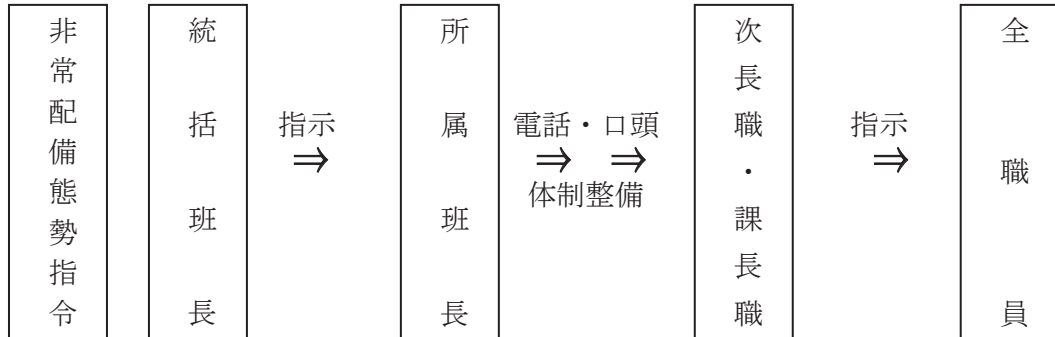 非常配備態勢指令
統括班長
指示
⇒
所属班長
電話・口頭
⇒ ⇒
体制整備
次長職・課長職
指示
⇒
全職員